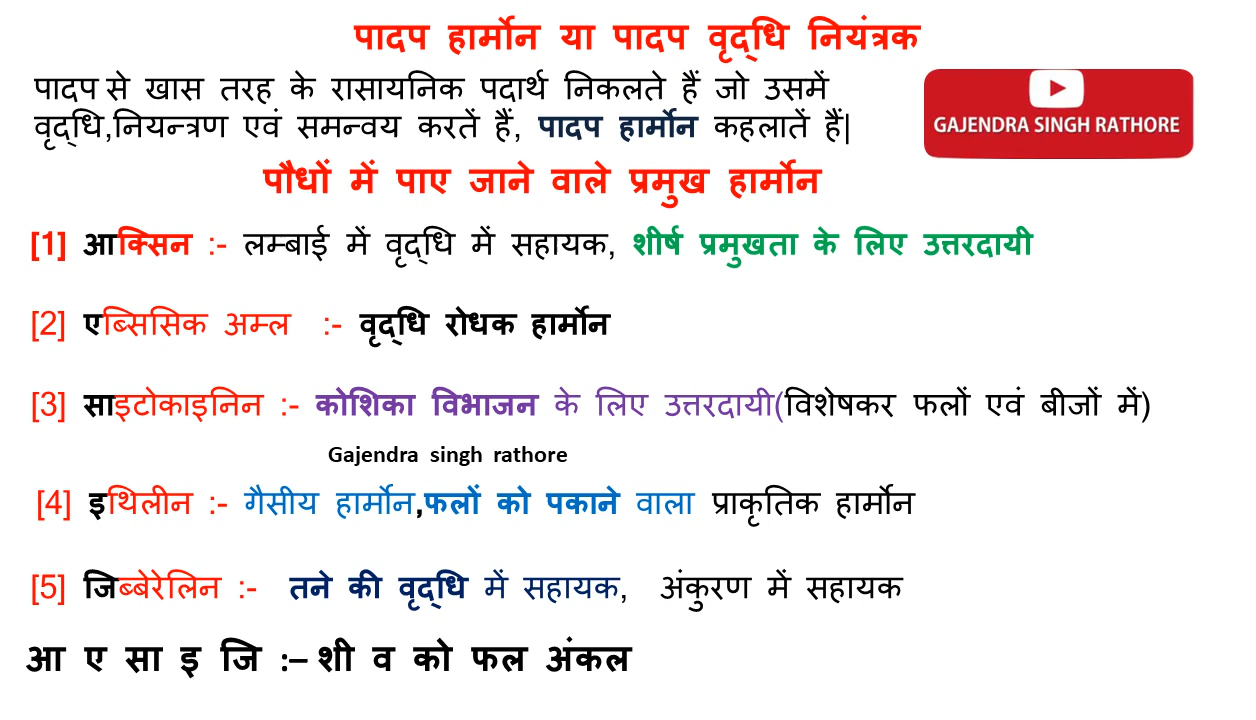 पादप हार्मोन या पादप वृद्धि नियंत्रक
पादप से खास तरह के रासायनिक पदार्थ निकलते हैं जो उसमें
वृद्धि,नियन्त्रण एवं समन्वय करतें हैं, पादप हार्मोन कहलातें हैं|
GAJENDRA SINGH RATHORE
पौधों में पाए जाने वाले प्रमुख हार्मोन
[1] आक्सिन :- लम्बाई में वृद्धि में सहायक, शीर्ष प्रमुखता के लिए उत्तरदायी
[2] एब्सिसिक अम्ल :- वृद्धि रोधक हार्मोन
[3] साइटोकाइनिन :- कोशिका विभाजन के लिए उत्तरदायी(विशेषकर फलों एवं बीजों में)
Gajendra singh rathore
[4] इथिलीन :- गैसीय हार्मोन,फलों को पकाने वाला प्राकृतिक हार्मोन
[5] जिब्बेरेलिन :- तने की वृद्धि में सहायक, अंकुरण में सहायक
आ ए सा इ जि :– शी व को फल अंकल